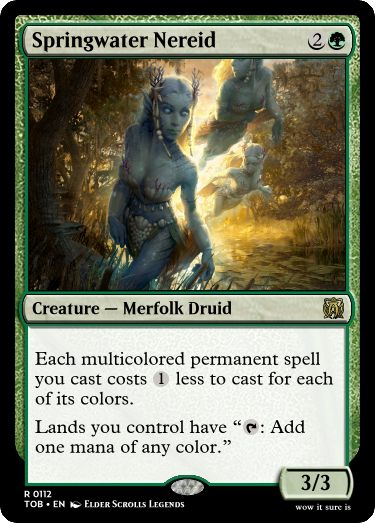 Springwater Nereid 2
Creature — Merfolk Druid
Each multicolored permanent spell
you cast costs 1 less to cast for each
of its colors.
Lands you control have “: Add
one mana of any color.”
3/3
R 0112
TOB • EN Elder Scrolls Legends
wow it sure is